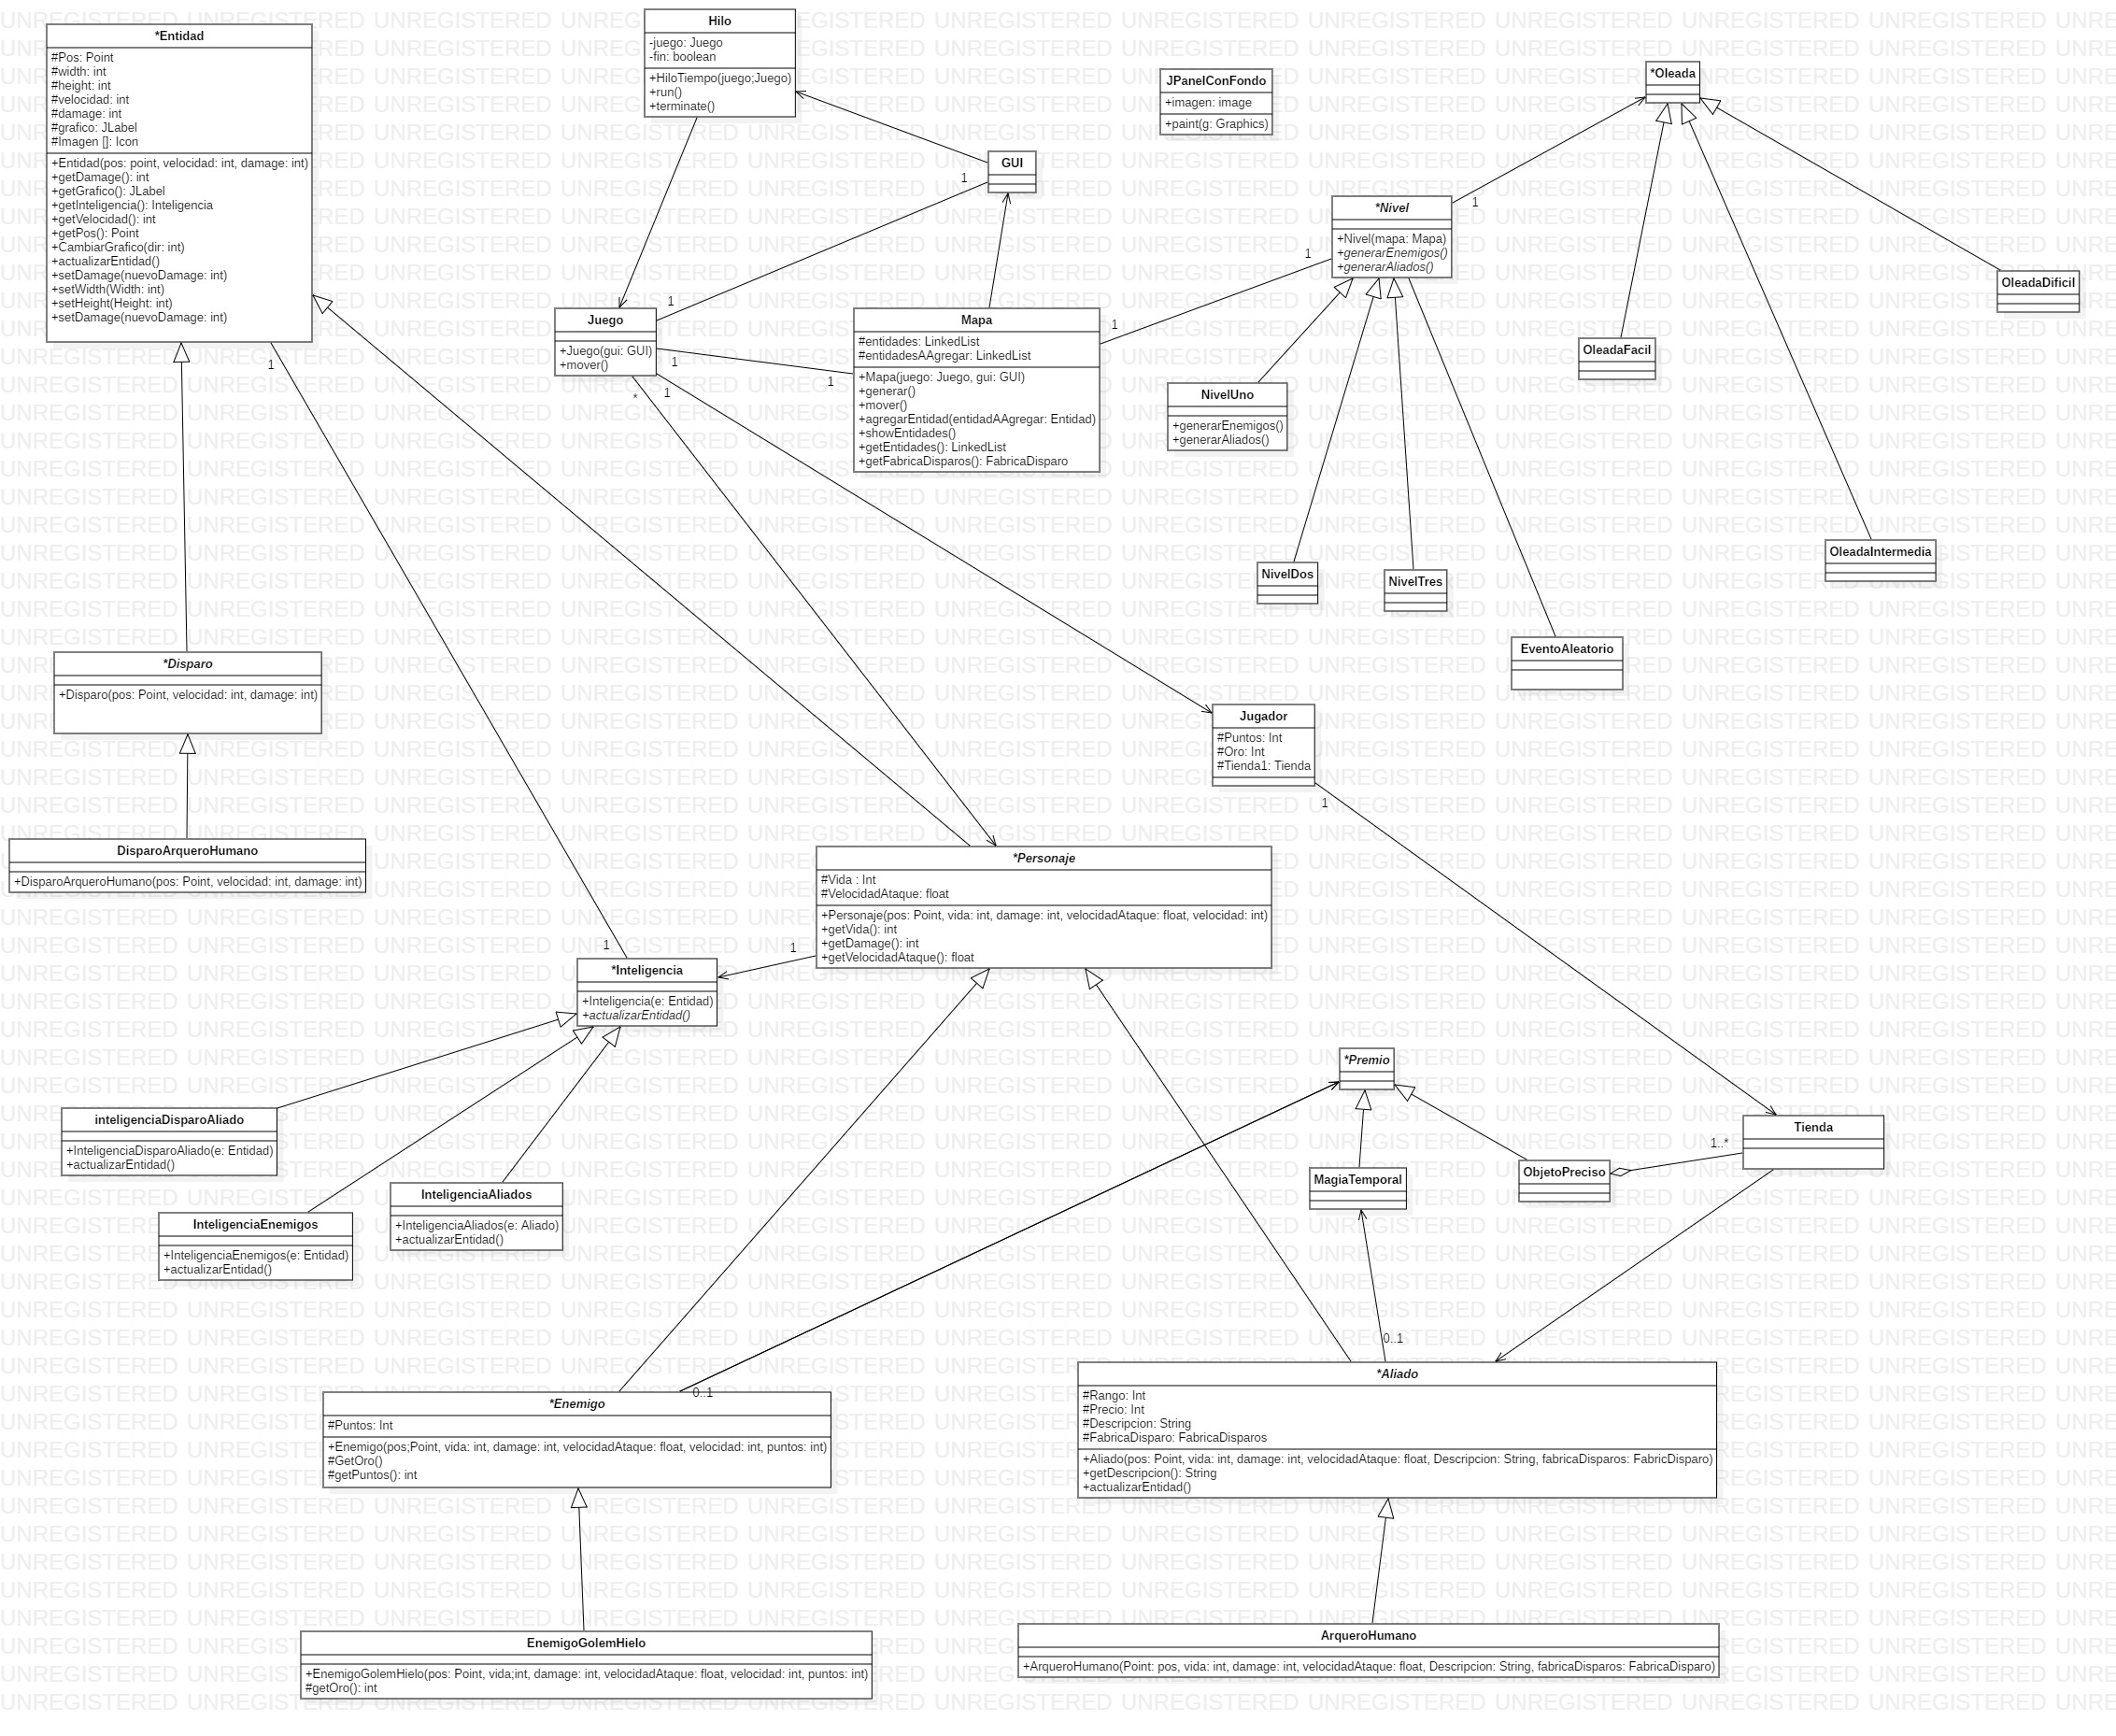 *Entidad
#Pos: Point
#width: int
#height: int
#velocidad: int
#damage: int
#grafico: JLabel
#Imagen []: Icon
+Entidad(pos: point, velocidad: int, damage: int)
+getDamage(): int
+getGrafico(): JLabel
+getInteligencia(): Inteligencia
+getVelocidad(): int
+getPos(): Point
+CambiarGrafico(dir: int)
+actualizarEntidad()
+setDamage(nuevoDamage: int)
+setWidth(Width: int)
+setHeight(Height: int)
+setDamage(nuevoDamage: int)
1
Hilo
-juego: Juego
-fin: boolean
+HiloTiempo(juego;Juego)
+run()
+terminate()
GUI
1
JPanelConFondo
+imagen: image
+paint(g: Graphics)
*Oleada
*Nivel
+Nivel(mapa: Mapa)
+generarEnemigos()
+generarAliados()
1
1
OleadaDificil
OleadaFacil
OleadaIntermedia
Juego
+Juego(gui: GUI)
+mover()
1
1
*
1
Mapa
#entidades: LinkedList
#entidadesAAgregar: LinkedList
+Mapa(juego: Juego, gui: GUI)
+generar()
+mover()
+agregarEntidad(entidadAAgregar: Entidad)
+showEntidades()
+getEntidades(): LinkedList
+getFabricaDisparos(): FabricaDisparo
1
1
NivelUno
+generarEnemigos()
+generarAliados()
NivelDos
NivelTres
EventoAleatorio
*Disparo
+Disparo(pos: Point, velocidad: int, damage: int)
DisparoArqueroHumano
+DisparoArqueroHumano(pos: Point, velocidad: int, damage: int)
Jugador
#Puntos: Int
#Oro: Int
#Tienda1: Tienda
1
*Personaje
#Vida : Int
#VelocidadAtaque: float
+Personaje(pos: Point, vida: int, damage: int, velocidadAtaque: float, velocidad: int)
+getVida(): int
+getDamage(): int
+getVelocidadAtaque(): float
1
1
*Inteligencia
+Inteligencia(e: Entidad)
+actualizarEntidad()
inteligenciaDisparoAliado
+InteligenciaDisparoAliado(e: Entidad)
+actualizarEntidad()
InteligenciaEnemigos
+InteligenciaEnemigos(e: Entidad)
+actualizarEntidad()
InteligenciaAliados
+InteligenciaAliados(e: Aliado)
+actualizarEntidad()
*Premio
MagiaTemporal
ObjetoPreciso
1..*
Tienda
0..1
0..1
*Enemigo
#Puntos: Int
+Enemigo(pos;Point, vida: int, damage: int, velocidadAtaque: float, velocidad: int, puntos: int)
#GetOro()
#getPuntos(): int
*Aliado
#Rango: Int
#Precio: Int
#Descripcion: String
#FabricaDisparo: FabricaDisparos
+Aliado(pos: Point, vida: int, damage: int, velocidadAtaque: float, Descripcion: String, fabricaDisparos: FabricDisparo)
+getDescripcion(): String
+actualizarEntidad()
EnemigoGolemHielo
+EnemigoGolemHielo(pos: Point, vida;int, damage: int, velocidadAtaque: float, velocidad: int, puntos: int)
#getOro(): int
ArqueroHumano
+ArqueroHumano(Point: pos, vida: int, damage: int, velocidadAtaque: float, Descripcion: String, fabricaDisparos: FabricaDisparo)
UNREGISTERED